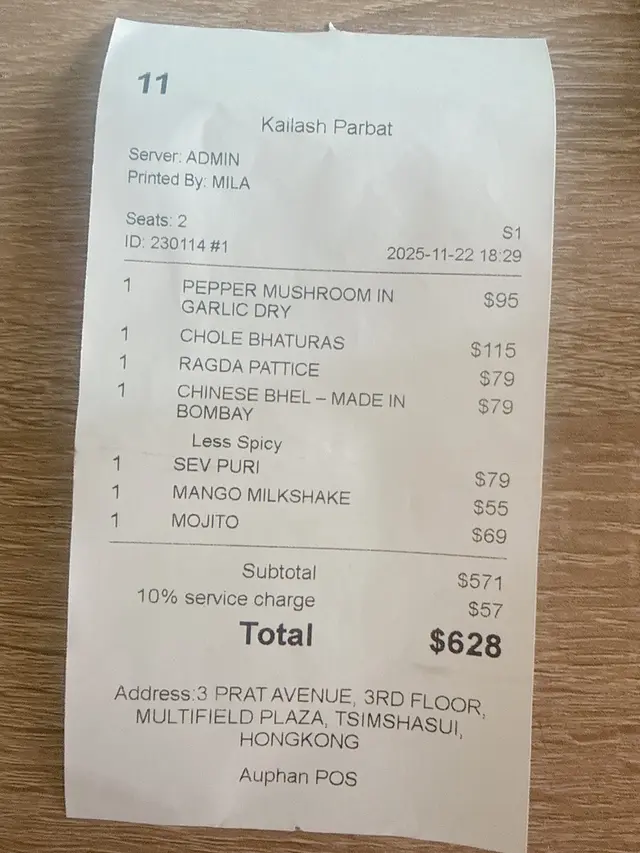 11
Kailash Parbat
Server: ADMIN
Printed By: MILA
Seats: 2 S1
ID: 230114 #1 2025-11-22 18:29
1 PEPPER MUSHROOM IN $95
GARLIC DRY
1 CHOLE BHATURAS $115
1 RAGDA PATTICE $79
1 CHINESE BHEL – MADE IN $79
BOMBAY
Less Spicy
1 SEV PURI $79
1 MANGO MILKSHAKE $55
1 MOJITO $69
Subtotal $571
10% service charge $57
Total $628
Address:3 PRAT AVENUE, 3RD FLOOR,
MULTIFIELD PLAZA, TSIMSHASUI,
HONGKONG
Auphan POS